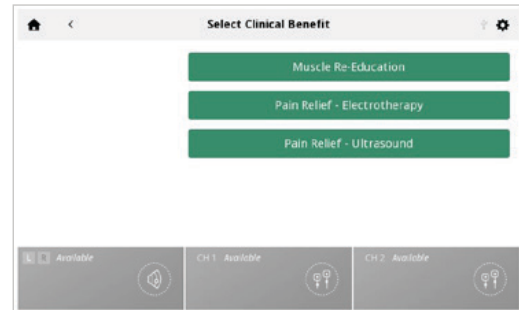 Select Clinical Benefit
Muscle Re-Education
Pain Relief - Electrotherapy
Pain Relief - Ultrasound
L R Available
CH 1 Available
CH 2 Available